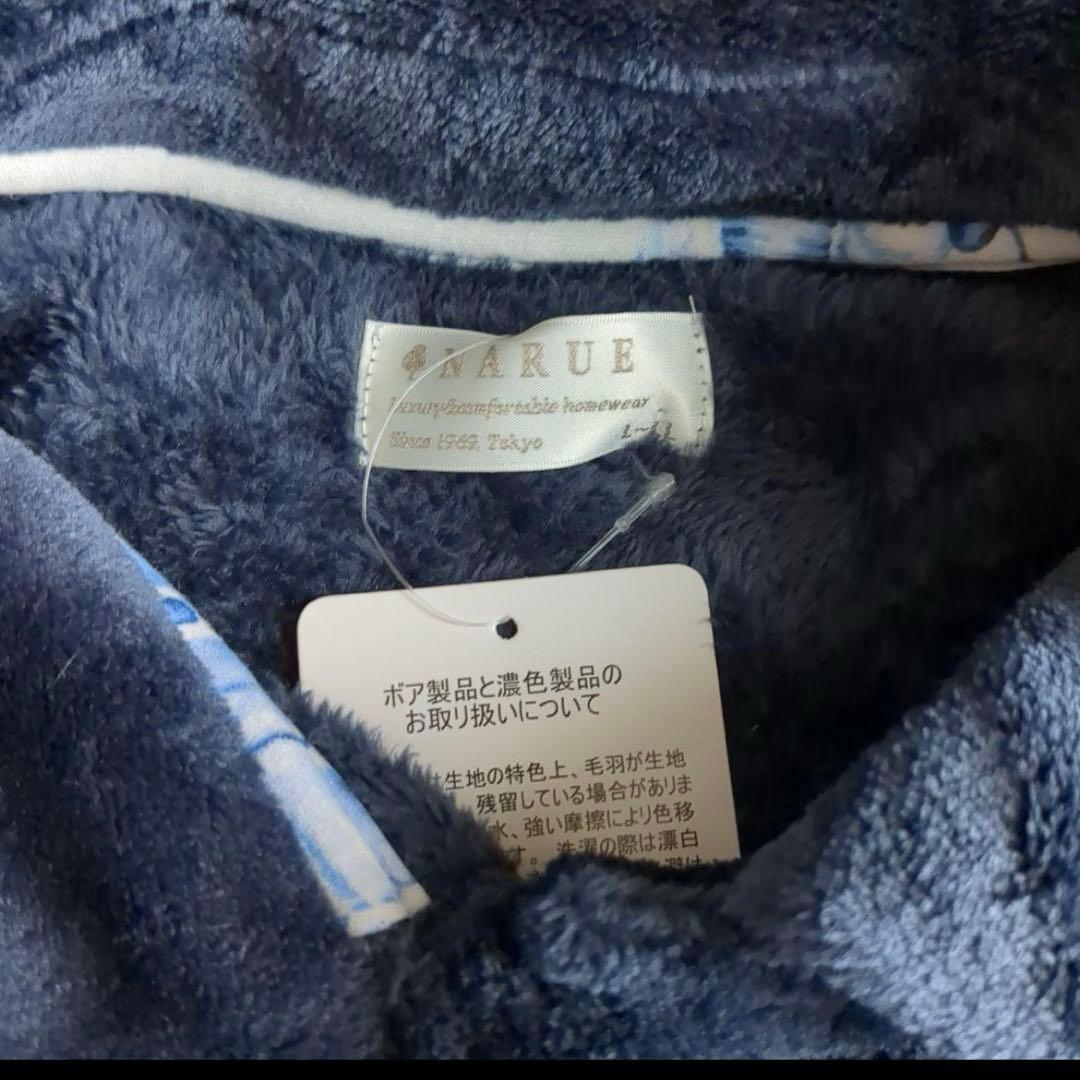 NARUE
luxury&comfortable homewear
Since 1969, Tokyo
ボア製品と濃色製品の
お取り扱いについて
は生地の特色上、毛羽が生地
残留している場合がありま
水、強い摩擦により色移
す。洗濯の際は漂白
避け